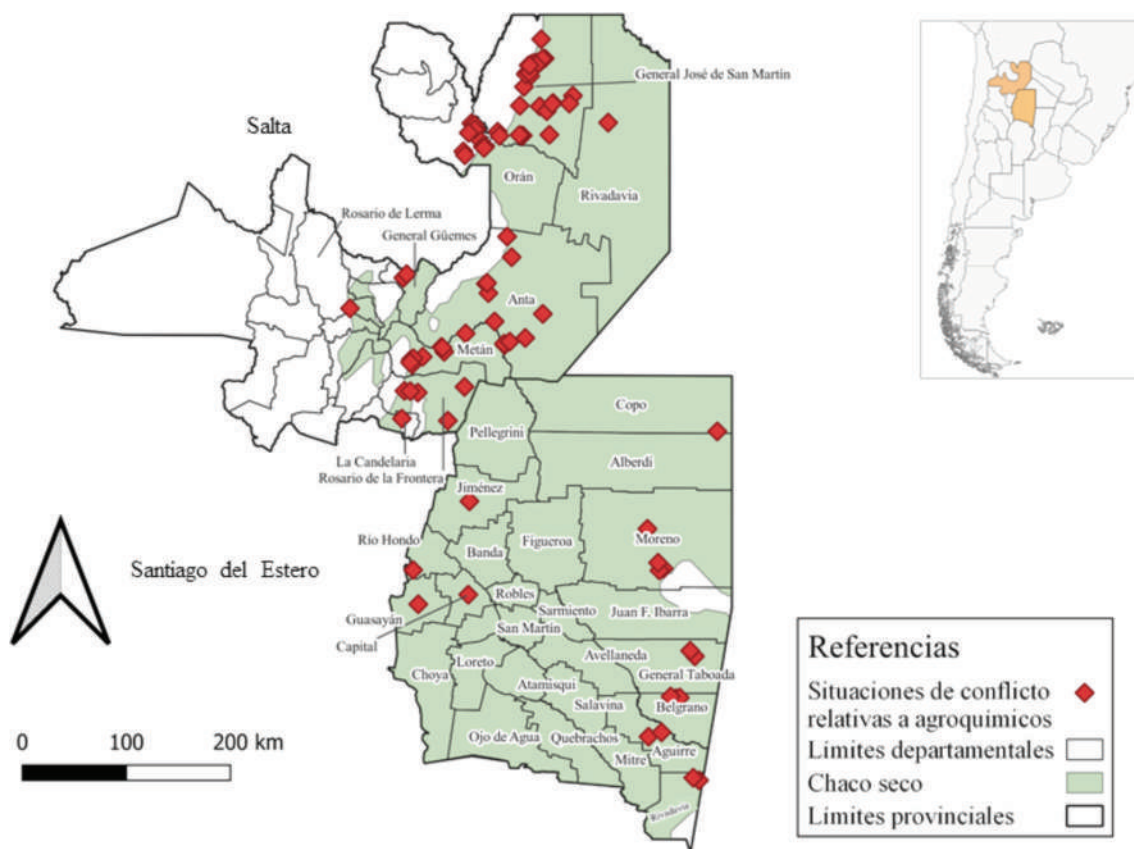 General José de San Martín
Salta
Orán
Rivadavia
Rosario de Lerma
General Güemes
Anta
Metán
Copo
Pellegrini
La Candelaria
Alberdi
Rosario de la Frontera
Jiménez
Río Hondo
Figueroa
Moreno
Banda
Santiago del Estero
Robles
Guasayán
Sarmiento
Juan F. Ibarra
San Martín
Capital
Avellaneda
Choya
Loreto
General Taboada
Atamisqui
Salavina
Belgrano
Ojo de Agua
Quebrachos
Aguirre
Mitre
Rivadavia
0 100 200 km
Referencias
Situaciones de conflicto
relativas a agroquímicos
Límites departamentales
Chaco seco
Límites provinciales